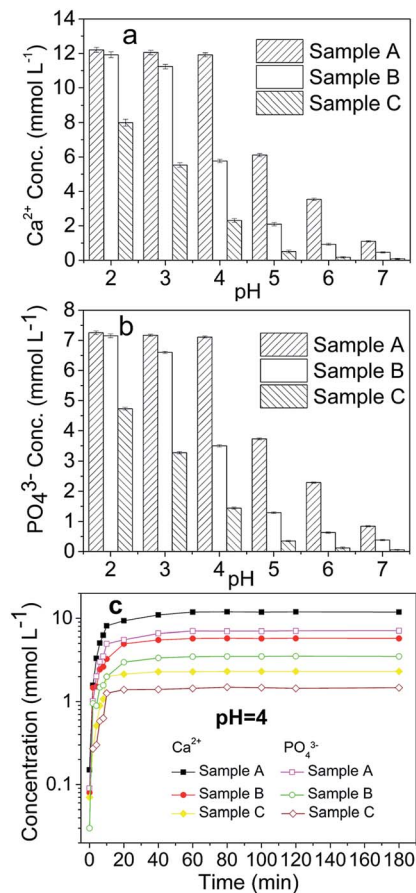 a
Sample A
Sample B
Sample C
Ca²⁺ Conc. (mmol L⁻¹)
14
12
10
8
6
4
2
0
2 3 4 5 6 7
pH
b
Sample A
Sample B
Sample C
PO₄³⁻ Conc. (mmol L⁻¹)
8
7
6
5
4
3
2
1
0
2 3 4 5 6 7
pH
c
Concentration (mmol L⁻¹)
10
1
0.1
pH=4
Ca²⁺ PO₄³⁻
Sample A Sample A
Sample B Sample B
Sample C Sample C
0 20 40 60 80 100 120 140 160 180
Time (min)